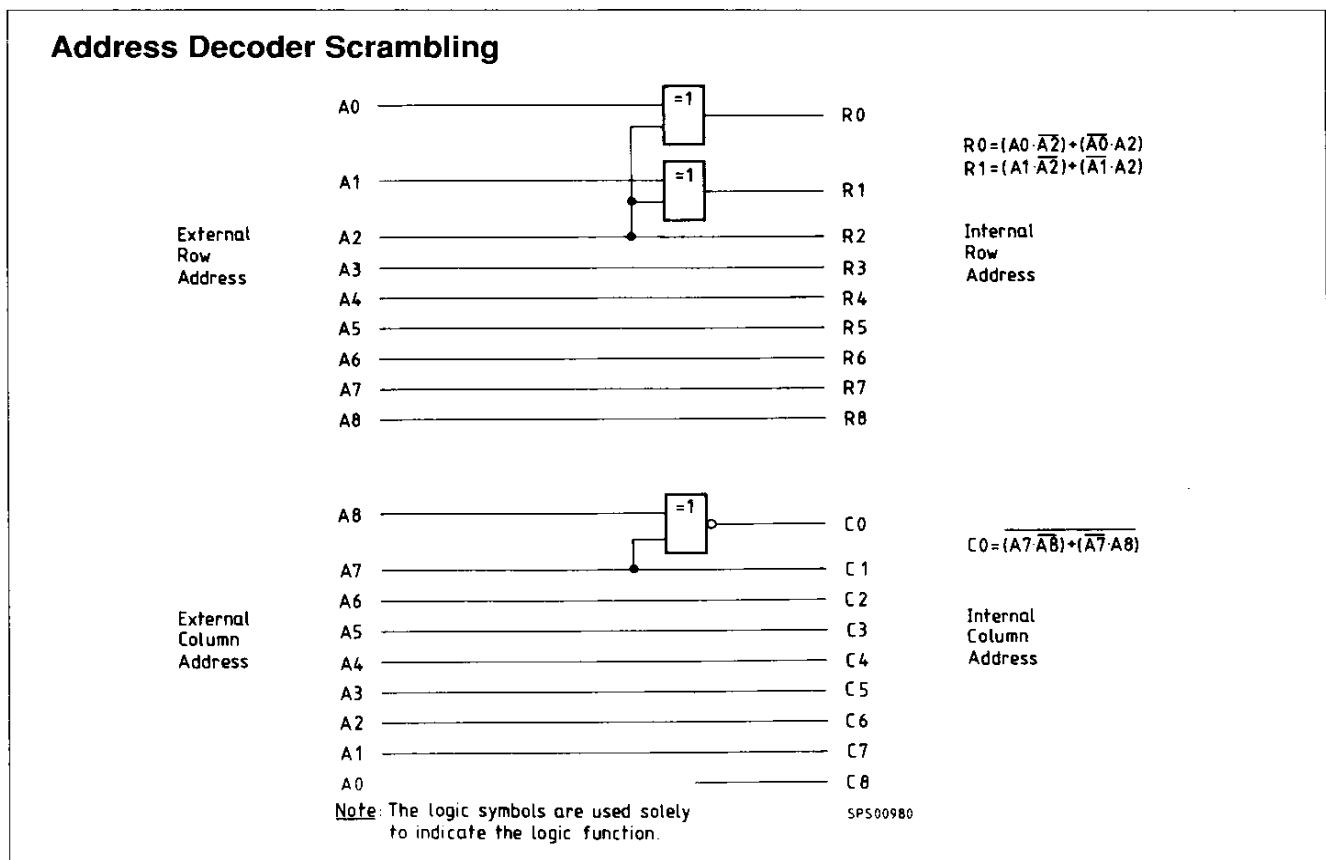 Address Decoder Scrambling
A0
=1
R0
R0=(A0·A̅2̅)+(A̅0̅·A2)
R1=(A1·A̅2̅)+(A̅1̅·A2)
A1
=1
R1
External
Row
Address
A2
R2
Internal
Row
Address
A3
R3
A4
R4
A5
R5
A6
R6
A7
R7
A8
R8
A8
=1
C0
C0=(A7·A̅8̅)+(A̅7̅·A8)
A7
C1
A6
C2
External
Column
Address
A5
C3
Internal
Column
Address
A4
C4
A3
C5
A2
C6
A1
C7
A0
C8
Note: The logic symbols are used solely
to indicate the logic function.
SPS00980